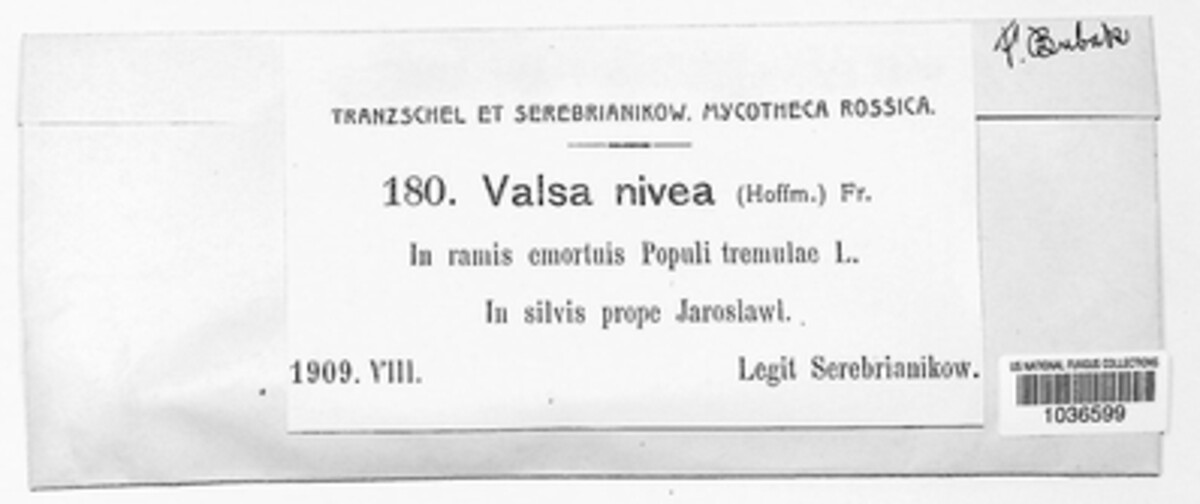 F. Bubak
TRANZSCHEL ET SEREBRIANIKOW. MYCOTHECA ROSSICA.
180. Valsa nivea (Hoffm.) Fr.
In ramis emortuis Populi tremulae L.
In silvis prope Jaroslawl.
1909. VIII. Legit Serebrianikow.
US NATIONAL FUNGUS COLLECTIONS
1036599